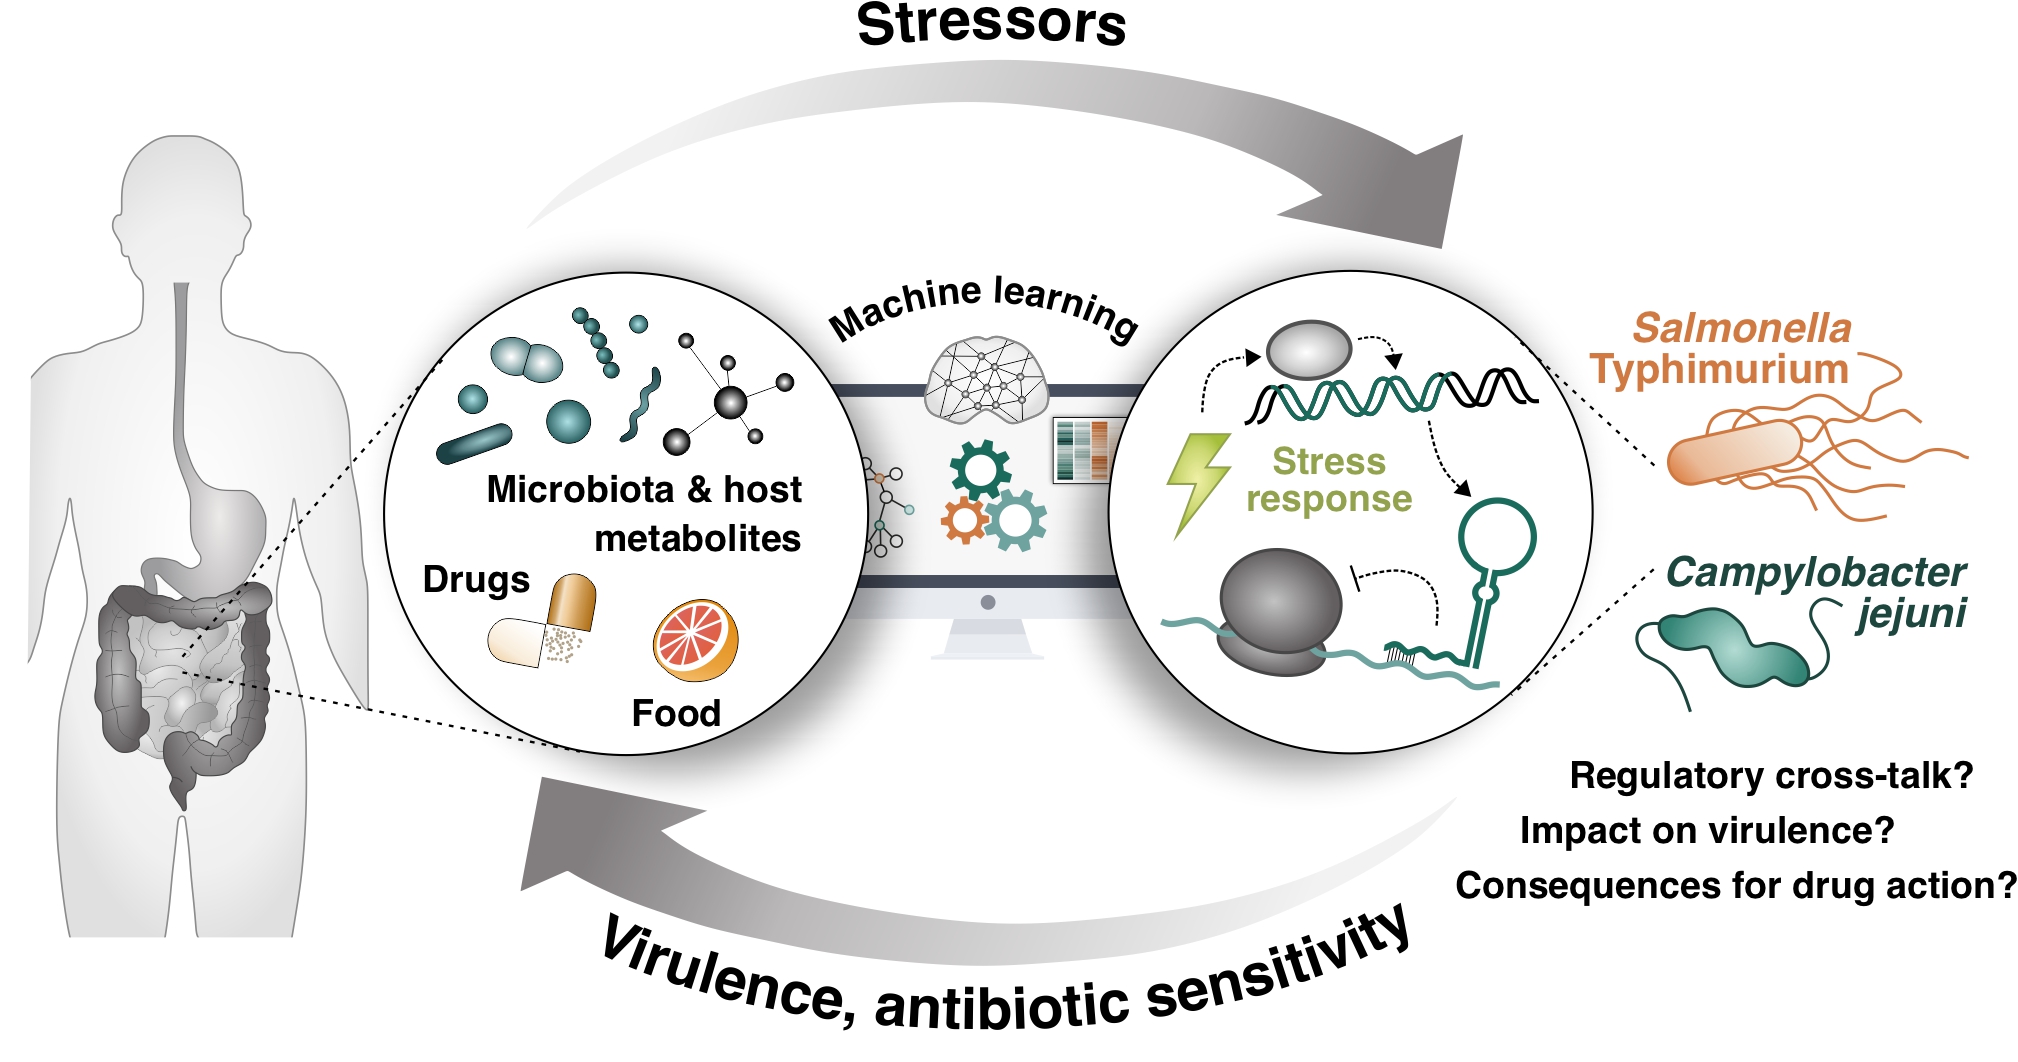 Stressors
Machine learning
Microbiota & host
metabolites
Drugs
Food
Stress
response
Salmonella
Typhimurium
Campylobacter
jejuni
Regulatory cross-talk?
Impact on virulence?
Consequences for drug action?
Virulence, antibiotic sensitivity